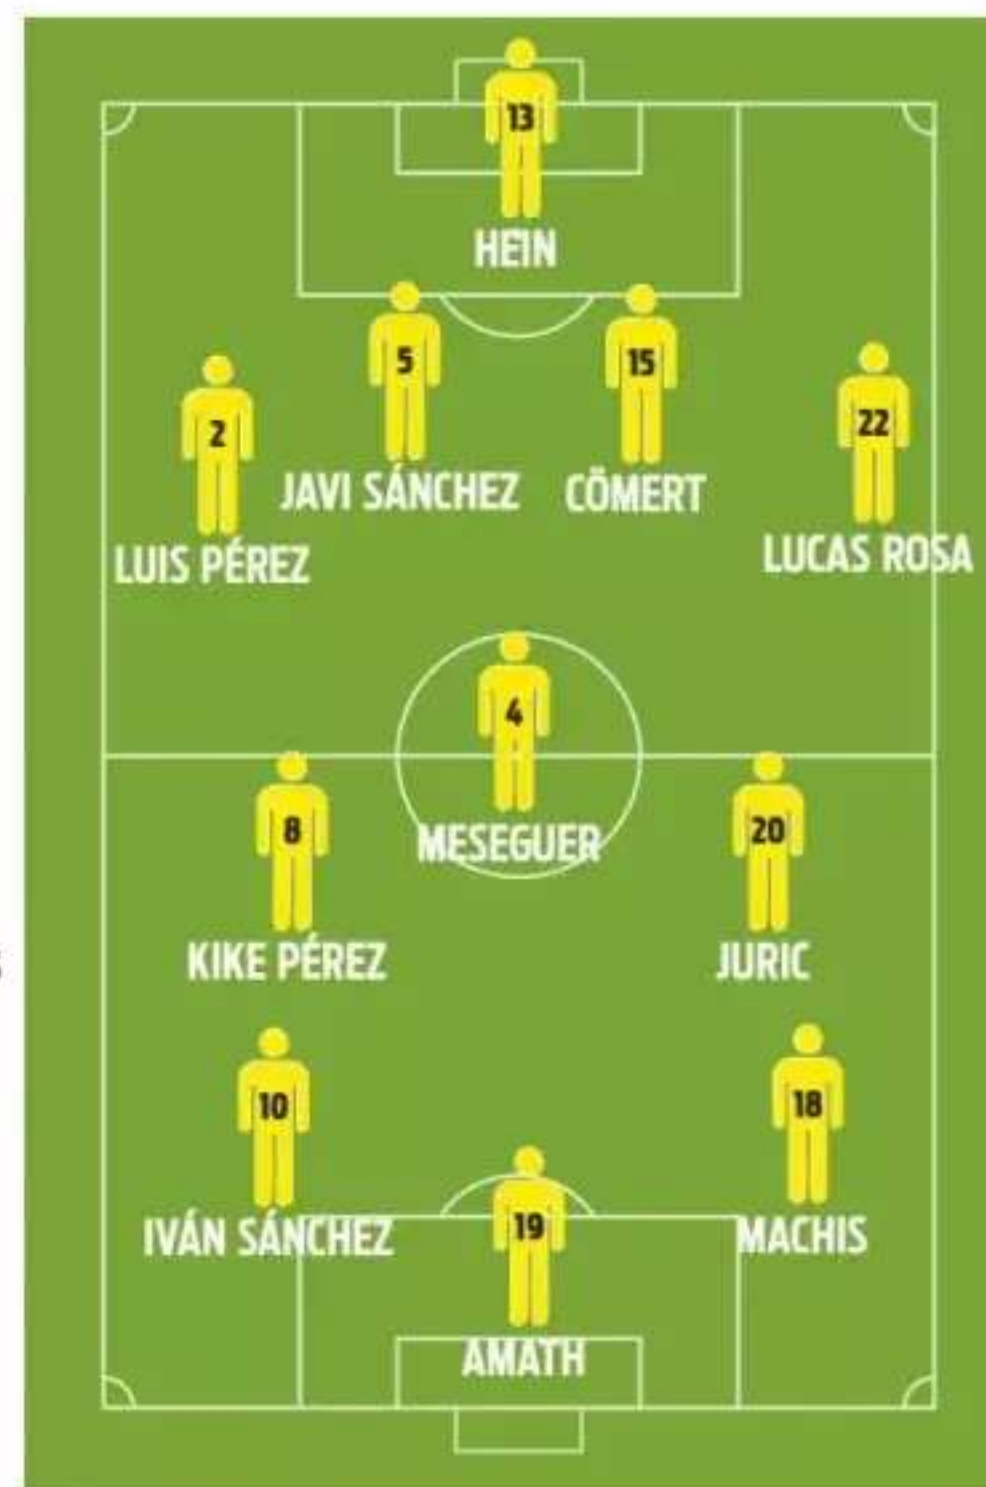 13
HEIN
5
15
2
22
JAVI SÁNCHEZ
CÖMERT
LUIS PÉREZ
LUCAS ROSA
4
8
20
MESEGUER
KIKE PÉREZ
JURIC
10
18
19
IVÁN SÁNCHEZ
MACHIS
AMATH